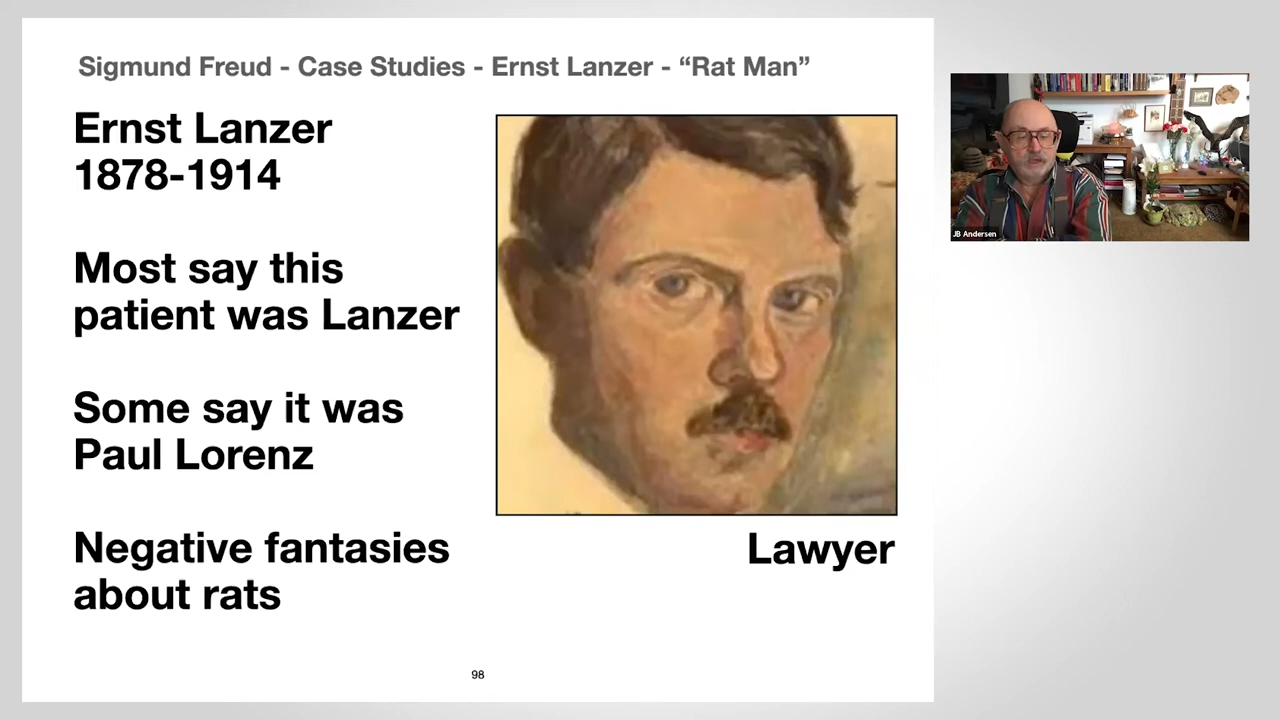 Sigmund Freud - Case Studies - Ernst Lanzer - “Rat Man”
Ernst Lanzer
1878-1914
Most say this
patient was Lanzer
Some say it was
Paul Lorenz
Negative fantasies
about rats
Lawyer
98
JB Andersen